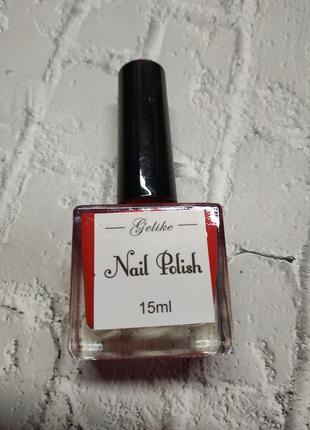 — Gelike —
Nail Polish
15ml